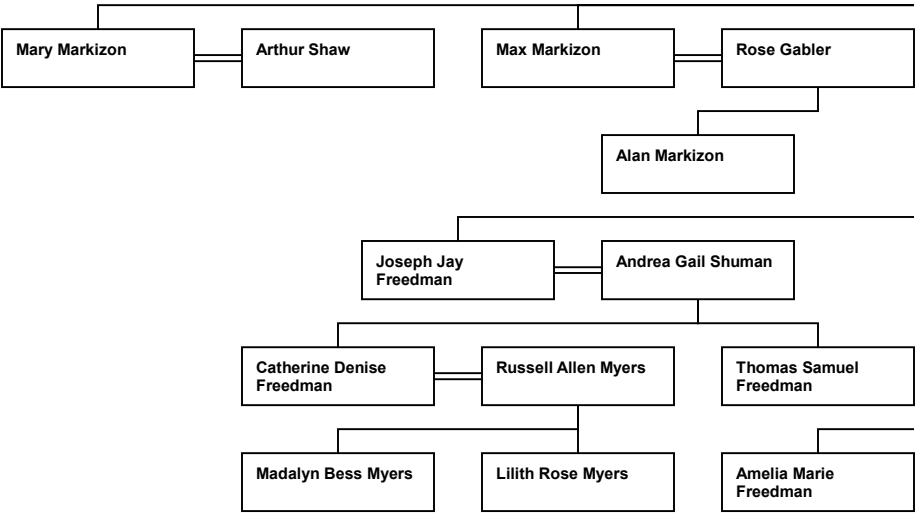 Mary Markizon
Arthur Shaw
Max Markizon
Rose Gabler
Alan Markizon
Joseph Jay
Freedman
Andrea Gail Shuman
Catherine Denise
Freedman
Russell Allen Myers
Thomas Samuel
Freedman
Madalyn Bess Myers
Lilith Rose Myers
Amelia Marie
Freedman